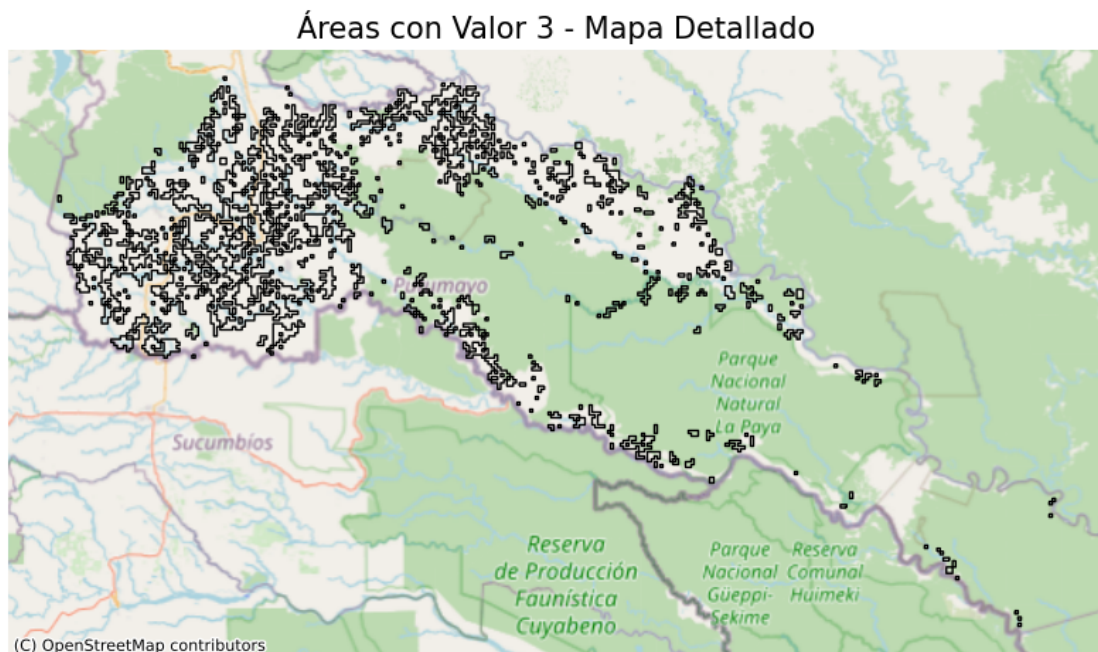 Áreas con Valor 3 - Mapa Detallado
Putumayo
Parque
Nacional
Natural
La Paya
Sucumbíos
Reserva
de Producción
Faunística
Cuyabeno
Parque
Nacional
Güeppi-
Sekime
Reserva
Comunal
Huimeki
(C) OpenStreetMap contributors